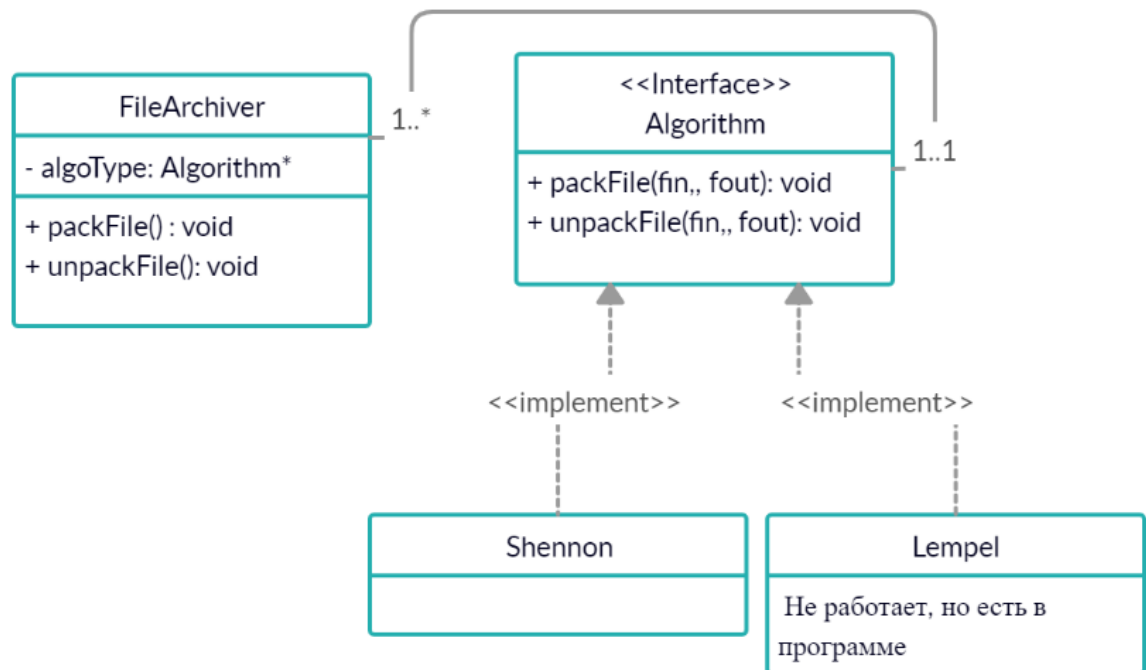 FileArchiver
- algoType: Algorithm*
+ packFile() : void
+ unpackFile(): void
1..*
<<Interface>>
Algorithm
+ packFile(fin,, fout): void
+ unpackFile(fin,, fout): void
1..1
<<implement>>
<<implement>>
Shennon
Lempel
Не работает, но есть в
программе